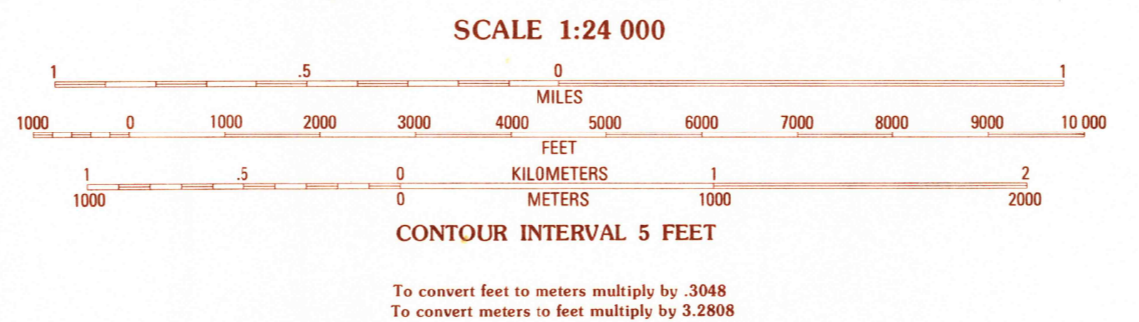 SCALE 1:24 000
1 .5 0 1
MILES
1000 0 1000 2000 3000 4000 5000 6000 7000 8000 9000 10 000
FEET
1 .5 0 KILOMETERS 1 2
1000 0 METERS 1000 2000
CONTOUR INTERVAL 5 FEET
To convert feet to meters multiply by .3048
To convert meters to feet multiply by 3.2808